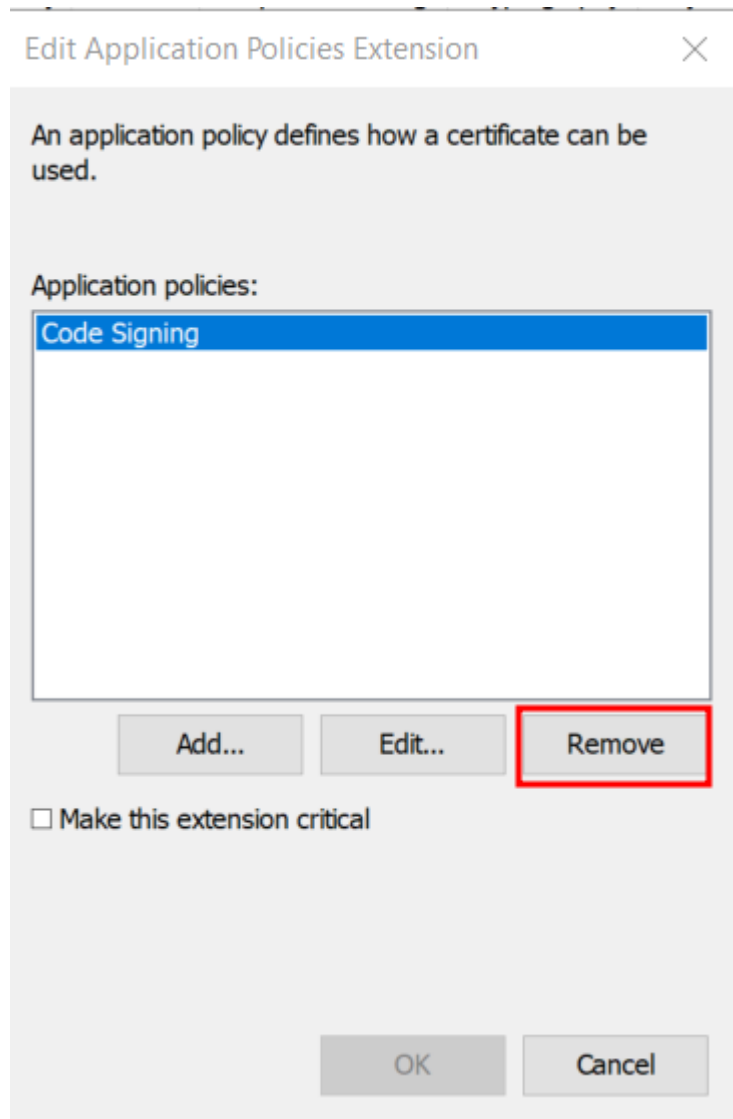 Edit Application Policies Extension
An application policy defines how a certificate can be
used.
Application policies:
Code Signing
Add...
Edit...
Remove
Make this extension critical
OK
Cancel